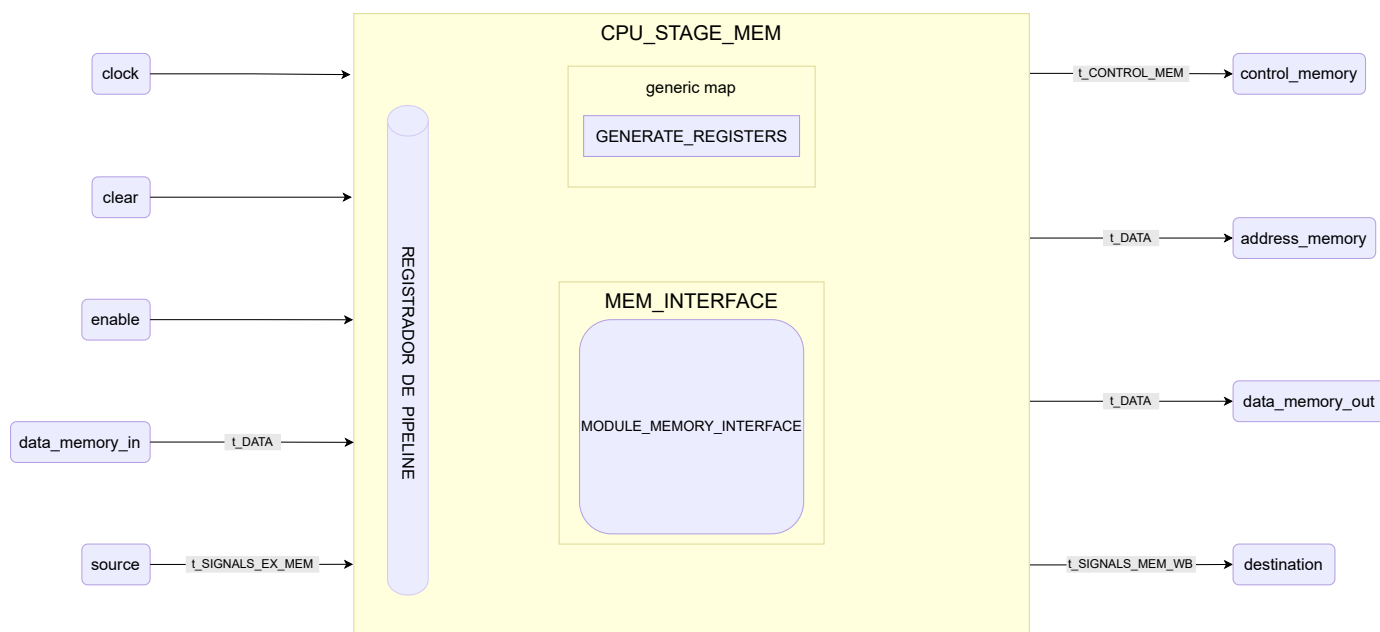 CPU_STAGE_MEM
clock
generic map
t_CONTROL_MEM
control_memory
GENERATE_REGISTERS
clear
t_DATA
address_memory
REGISTRADOR DE PIPELINE
MEM_INTERFACE
enable
t_DATA
data_memory_out
MODULE_MEMORY_INTERFACE
data_memory_in
t_DATA
source
t_SIGNALS_EX_MEM
t_SIGNALS_MEM_WB
destination